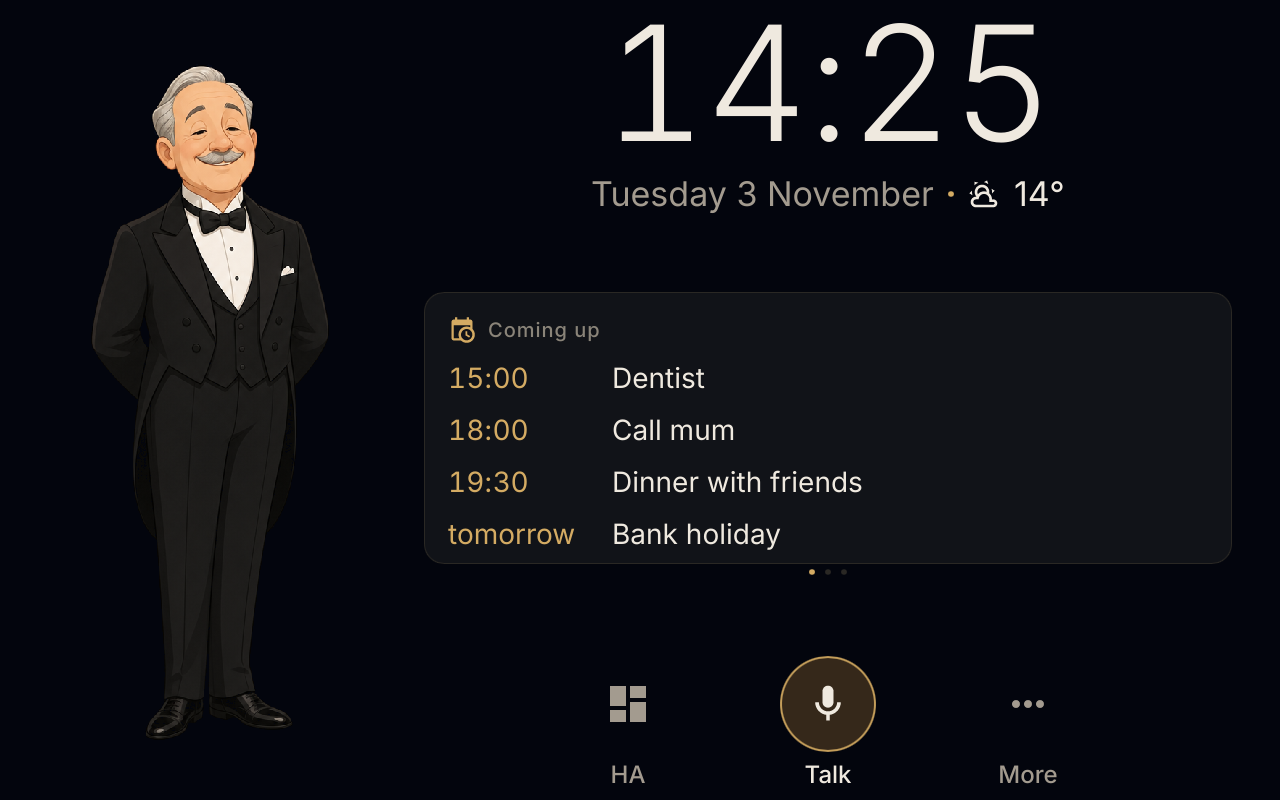 14:25
Tuesday 3 November • 14°
Coming up
15:00 Dentist
18:00 Call mum
19:30 Dinner with friends
tomorrow Bank holiday
HA Talk More